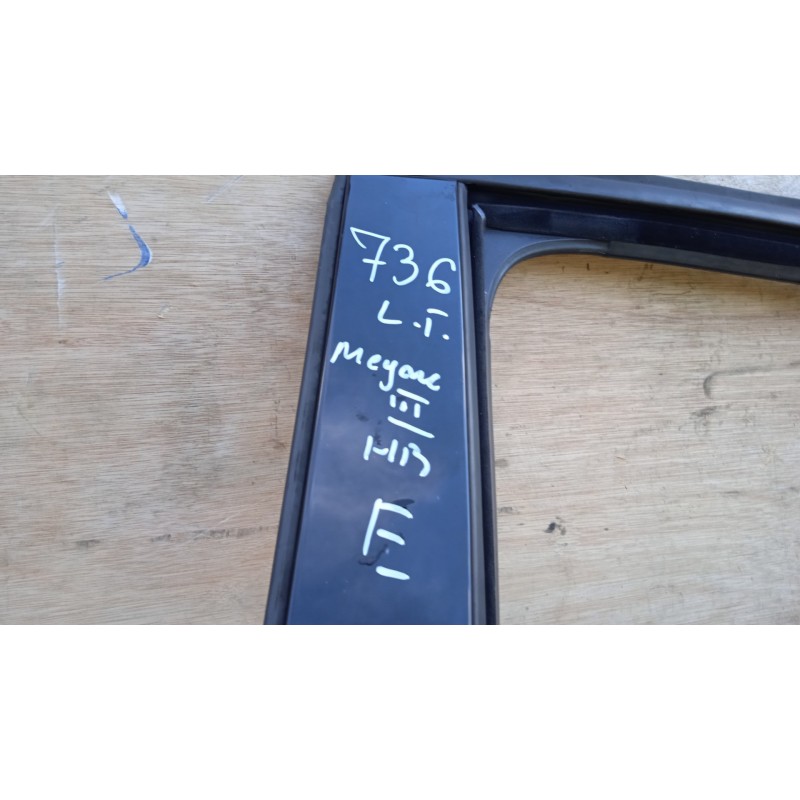 736
L.T.
Megane
III
HB
E